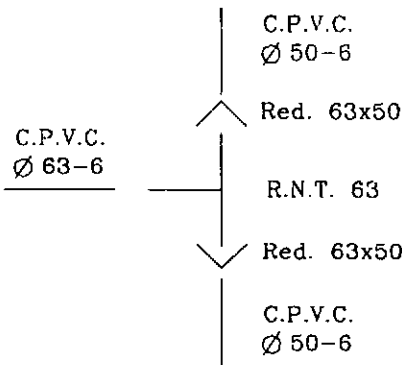 C.P.V.C.
Ø 50-6
Red. 63x50
C.P.V.C.
Ø 63-6
R.N.T. 63
Red. 63x50
C.P.V.C.
Ø 50-6